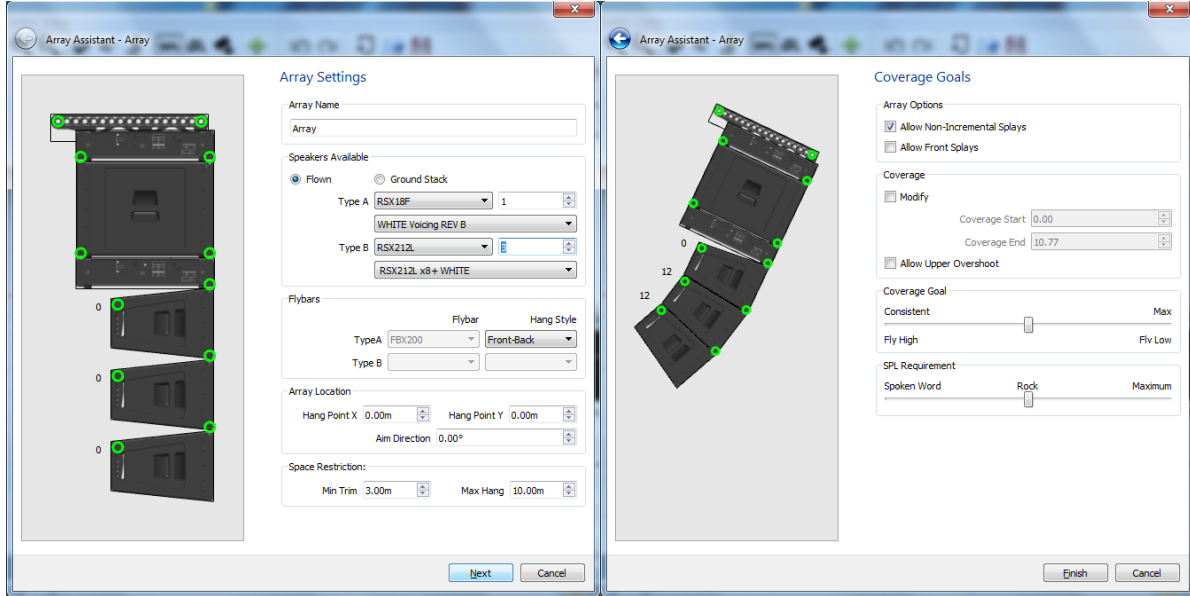 Array Assistant - Array
Array Settings
Array Name
Array
Speakers Available
Flown Ground Stack
Type A RSX18F 1
WHITE Voicing REV B
Type B RSX212L 3
RSX212L x8+ WHITE
Flybars
Flybar Hang Style
TypeA FBX200 Front-Back
Type B
Array Location
Hang Point X 0.00m Hang Point Y 0.00m
Aim Direction 0.00°
Space Restriction:
Min Trim 3.00m Max Hang 10.00m
0
0
0
Next Cancel
Array Assistant - Array
Coverage Goals
Array Options
Allow Non-Incremental Splays
Allow Front Splays
Coverage
Modify
Coverage Start 0.00
Coverage End 10.77
Allow Upper Overshoot
Coverage Goal
Consistent Max
Fly High Fly Low
SPL Requirement
Spoken Word Rock Maximum
0
12
12
Finish Cancel